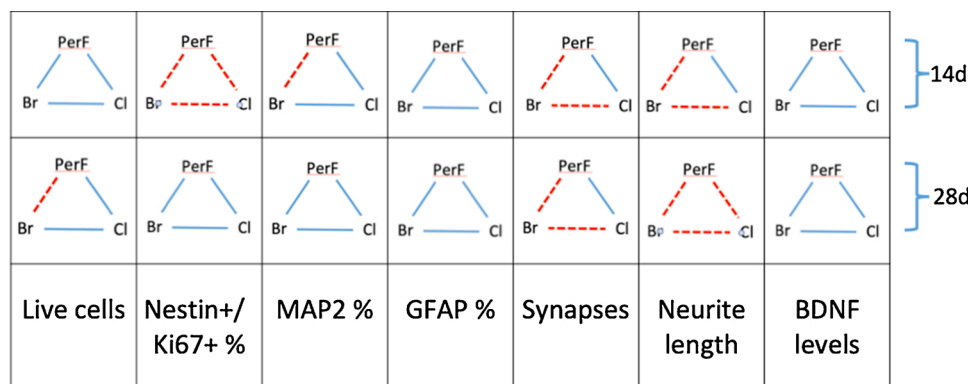 PerF PerF PerF PerF PerF PerF PerF
Br Cl Br Cl Br Cl Br Cl Br Cl Br Cl Br Cl
14d
PerF PerF PerF PerF PerF PerF PerF
Br Cl Br Cl Br Cl Br Cl Br Cl Br Cl Br Cl
28d
Live cells
Nestin+/
Ki67+ %
MAP2 %
GFAP %
Synapses
Neurite
length
BDNF
levels